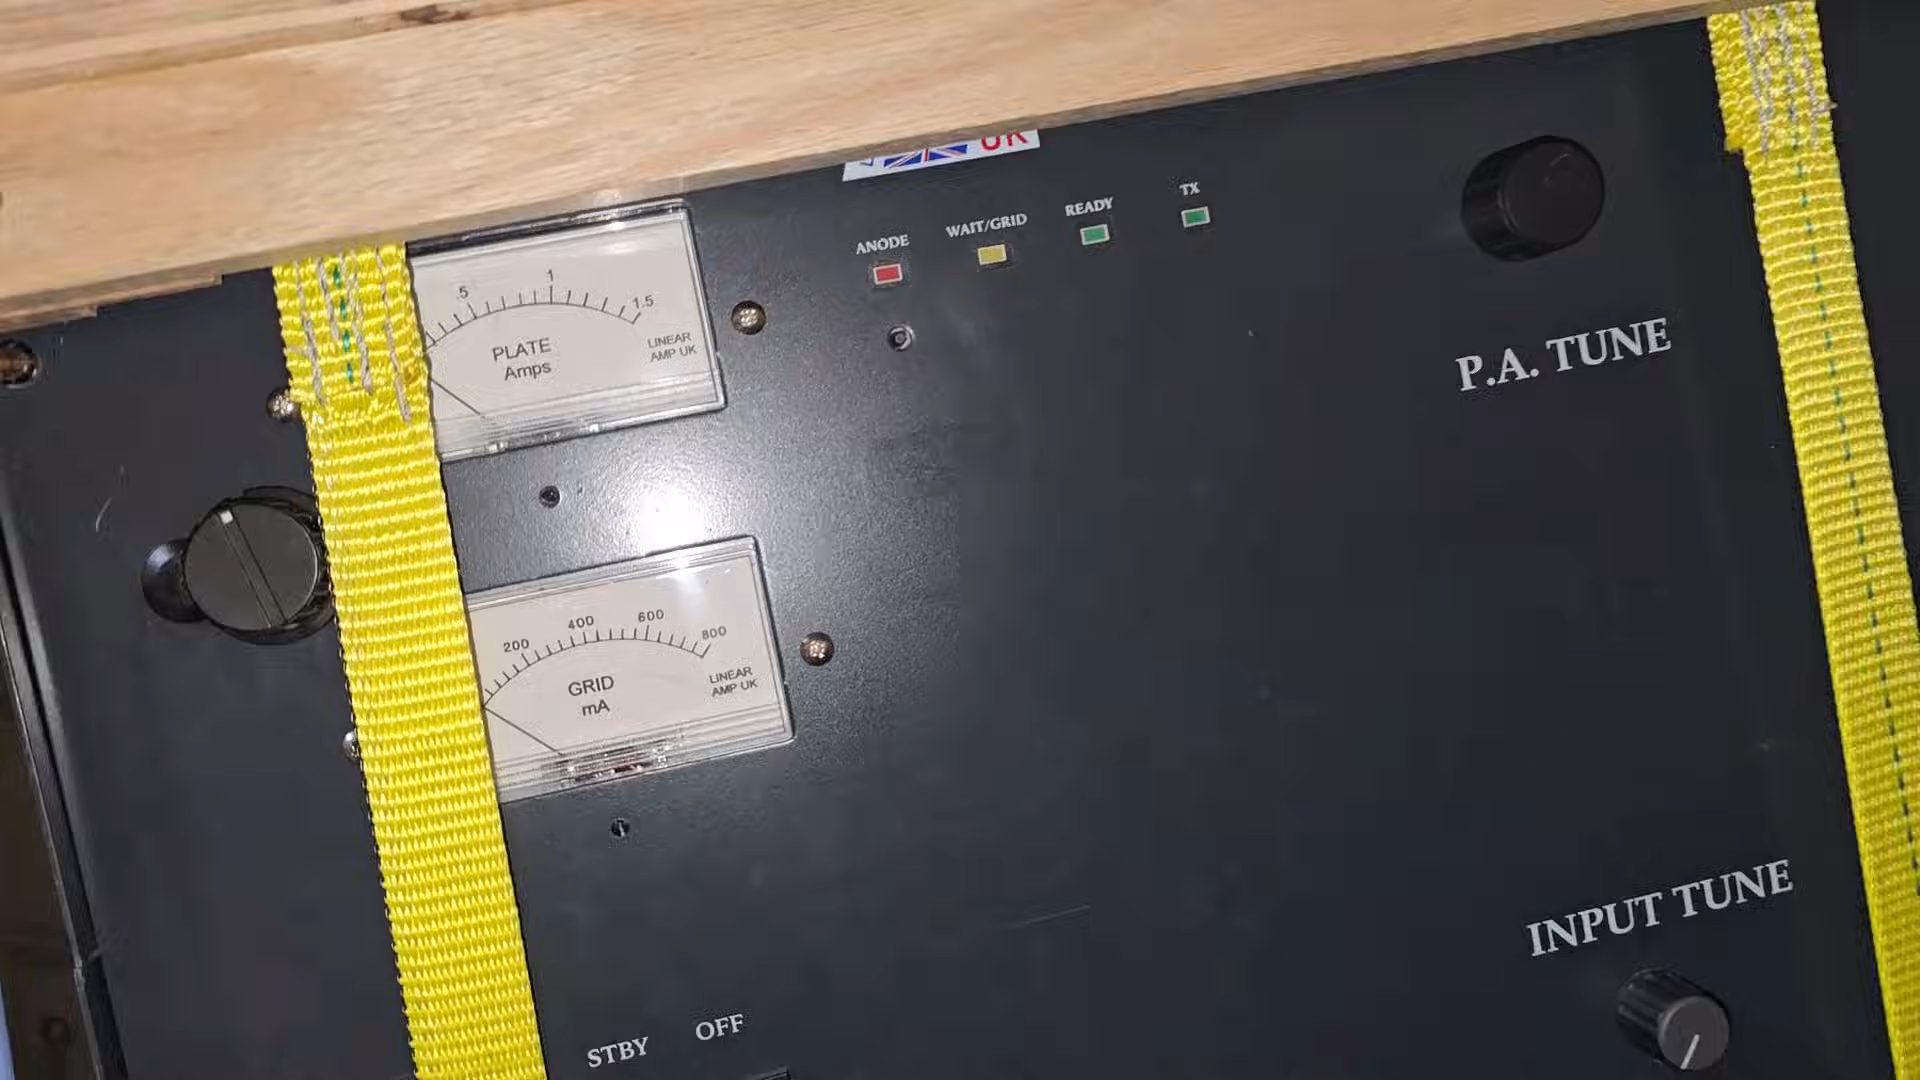 UK
ANODE
WAIT/GRID
READY
TX
.5
1
1.5
PLATE
Amps
LINEAR
AMP UK
P.A. TUNE
200
400
600
800
GRID
mA
LINEAR
AMP UK
INPUT TUNE
STBY
OFF